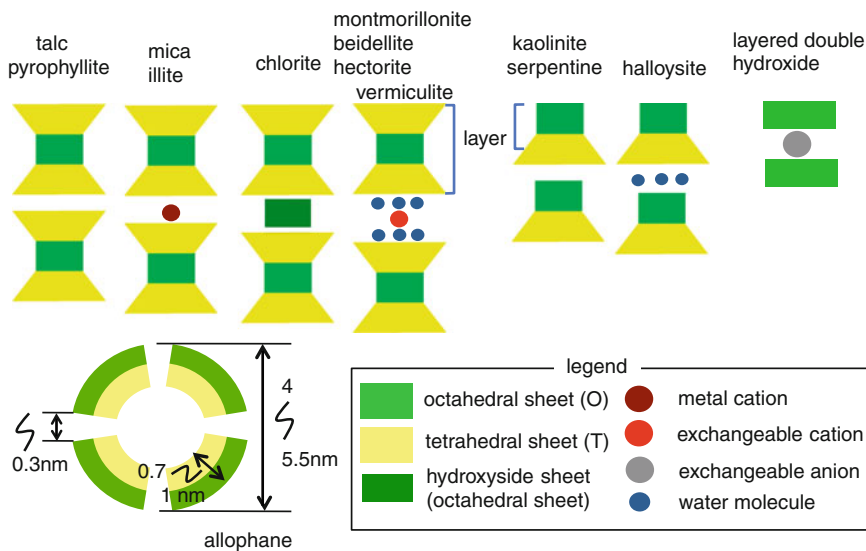 talc
pyrophyllite
mica
illite
chlorite
montmorillonite
beidellite
hectorite
vermiculite
layer
kaolinite
serpentine
halloysite
layered double
hydroxide
0.3nm
0.7
1 nm
4
5.5nm
allophane
legend
octahedral sheet (O)
tetrahedral sheet (T)
hydroxyside sheet
(octahedral sheet)
metal cation
exchangeable cation
exchangeable anion
water molecule